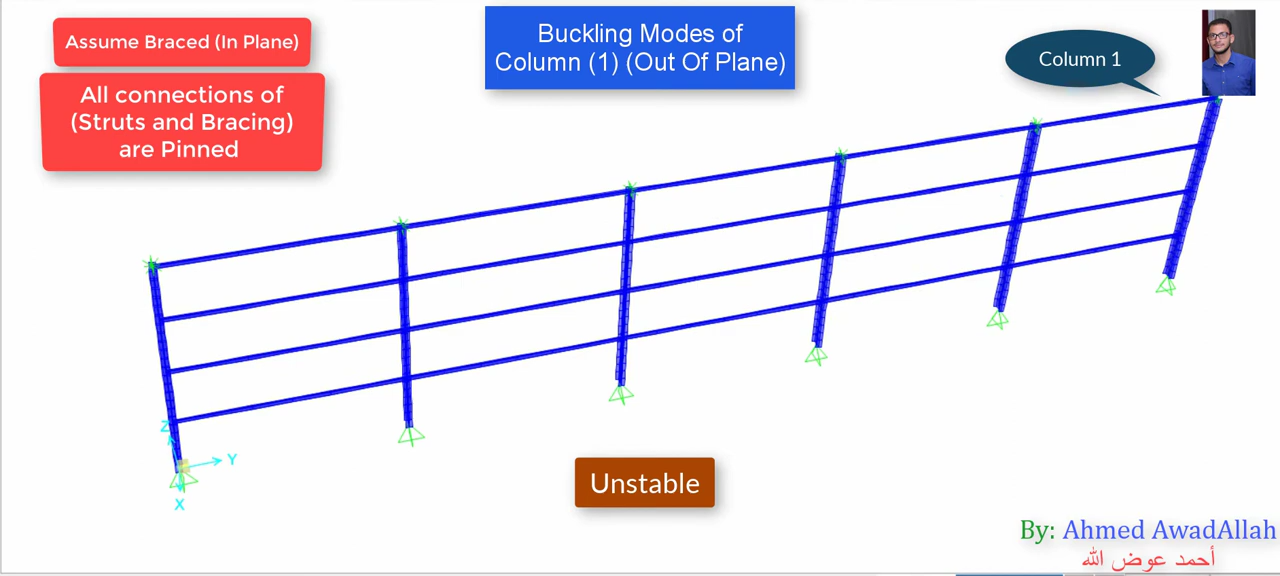 Assume Braced (In Plane)
All connections of
(Struts and Bracing)
are Pinned
Buckling Modes of
Column (1) (Out Of Plane)
Column 1
Z
Y
X
Unstable
By: Ahmed AwadAllah
أحمد عوض الله